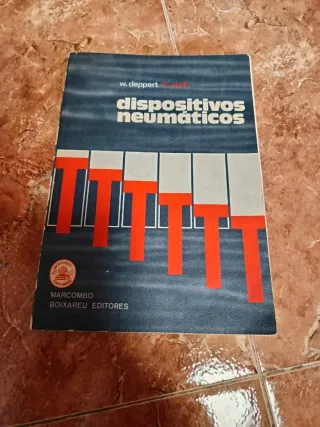 w. deppert
dispositivos
neumáticos
MARCOMBO
BOIXAREU EDITORES